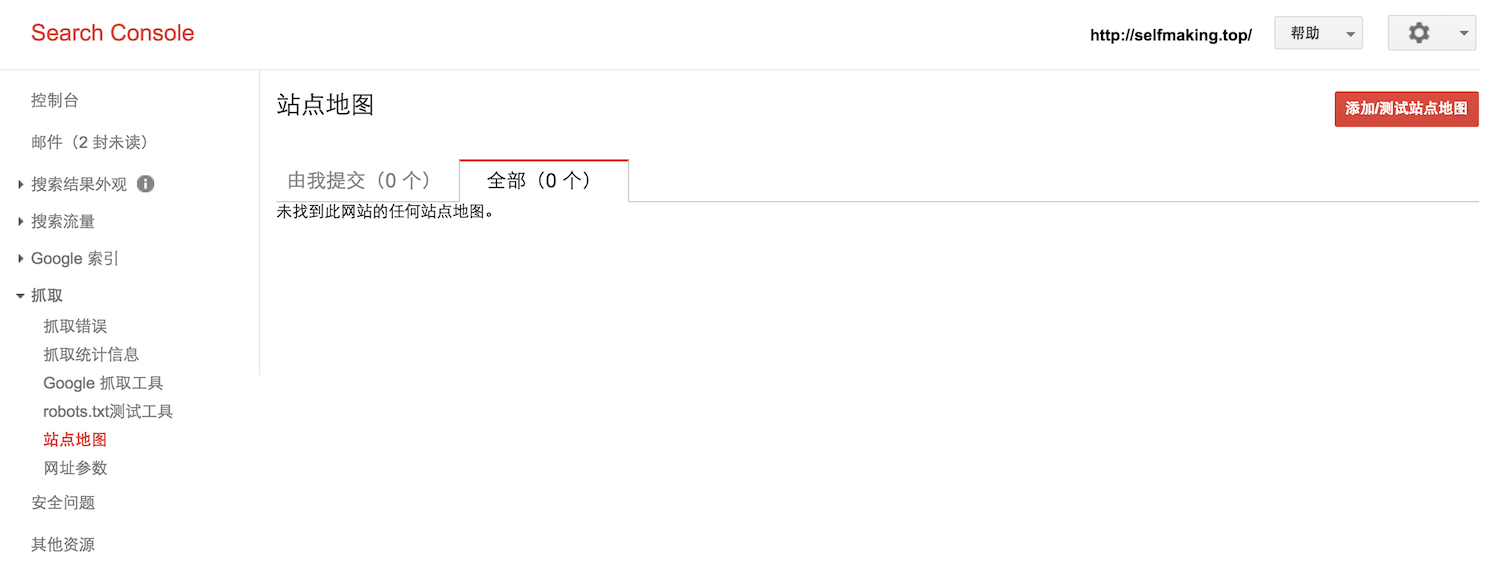 Search Console
http://selfmaking.top/
帮助
控制台
邮件（2 封未读）
搜索结果外观
搜索流量
Google 索引
抓取
抓取错误
抓取统计信息
Google 抓取工具
robots.txt测试工具
站点地图
网址参数
安全问题
其他资源
站点地图
添加/测试站点地图
由我提交（0 个）
全部（0 个）
未找到此网站的任何站点地图。